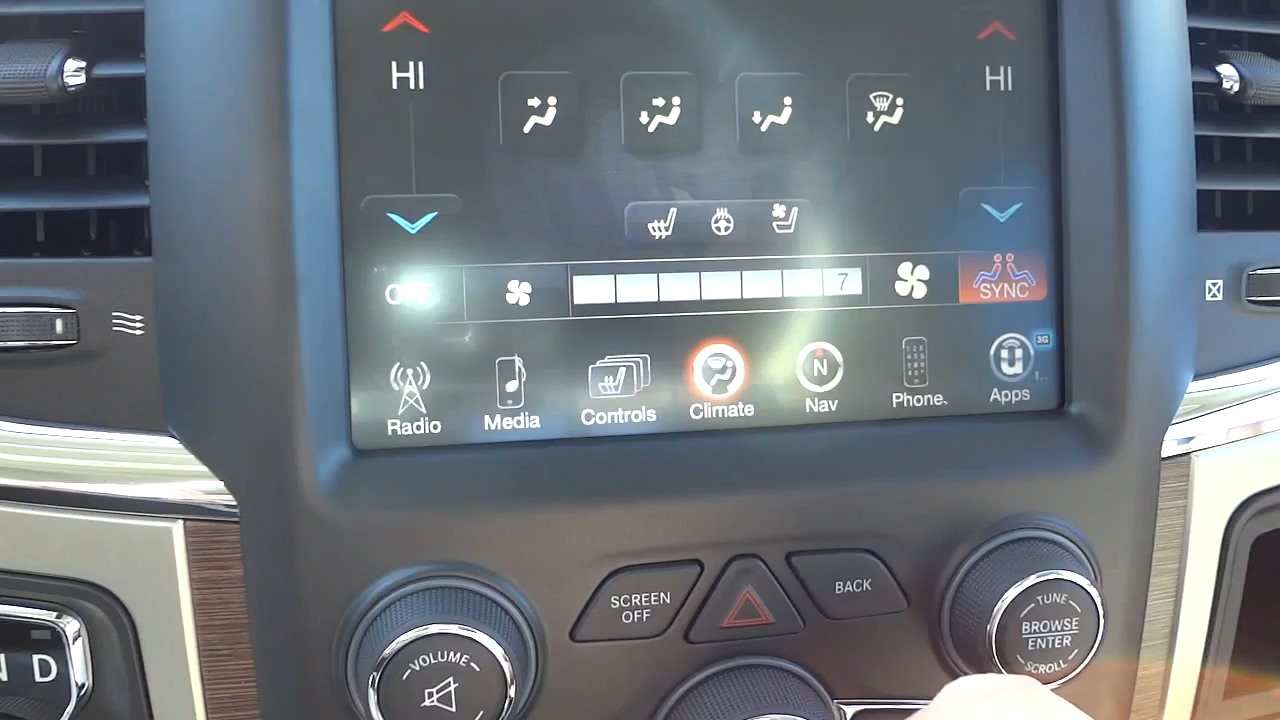 HI
HI
OFF
7
SYNC
Radio
Media
Controls
Climate
N
Nav
Phone
3G
Apps
SCREEN
OFF
BACK
TUNE
BROWSE
ENTER
SCROLL
VOLUME
N D